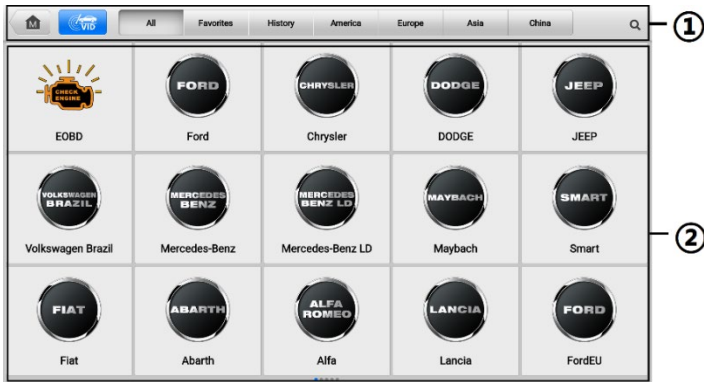 M VID All Favorites History America Europe Asia China ①
CHECK
ENGINE
EOBD
FORD
Ford
CHRYSLER
Chrysler
DODGE
DODGE
JEEP
JEEP
②
VOLKSWAGEN
BRAZIL
Volkswagen Brazil
MERCEDES
BENZ
Mercedes-Benz
MERCEDES
BENZ LD
Mercedes-Benz LD
MAYBACH
Maybach
SMART
Smart
FIAT
Fiat
ABARTH
Abarth
ALFA
ROMEO
Alfa
LANCIA
Lancia
FORD
FordEU